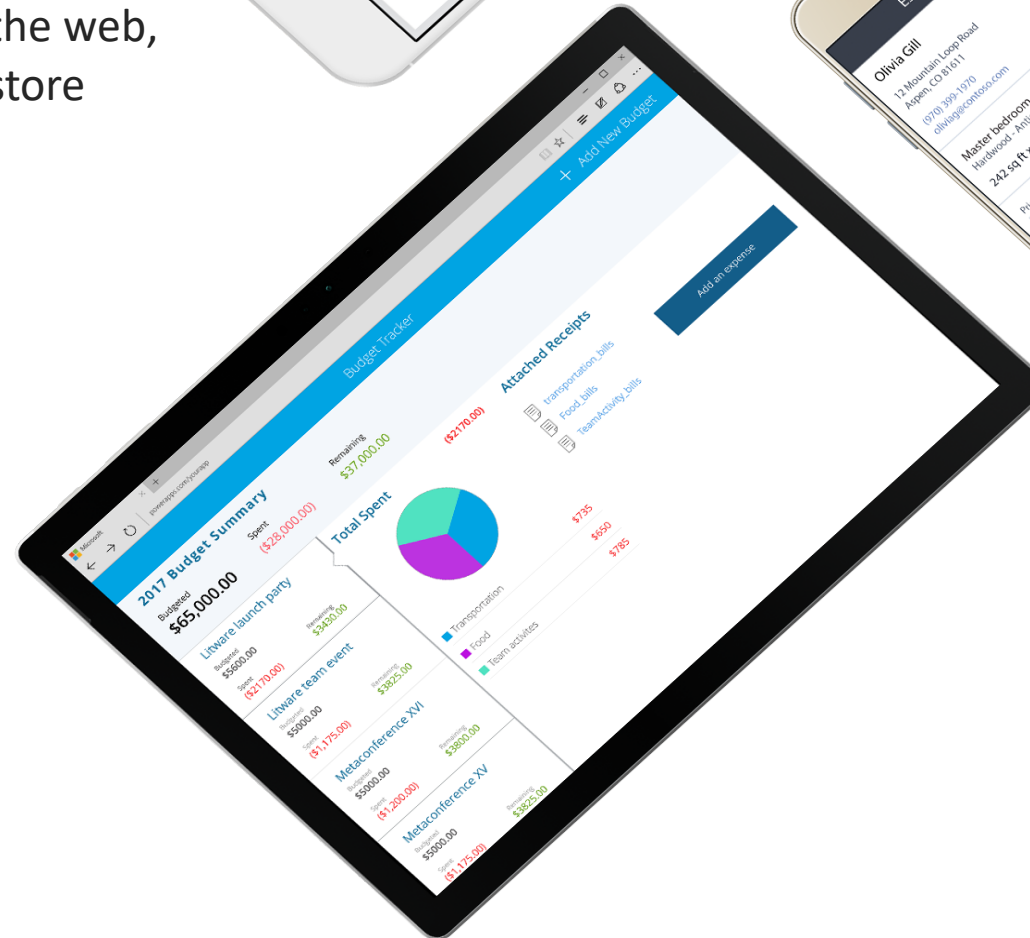 the web,
store
Olivia Gill
12 Mountain Loop Road
Aspen, CO 81611
(970) 399-1970
oliviag@contoso.com
Master bedroom
242 sq ft
Microsoft
powerapps.com/yourapp
Budget Tracker
Add New Budget
2017 Budget Summary
Budgeted
$65,000.00
Spent
($28,000.00)
Remaining
$37,000.00
Litware launch party
Budgeted
$5600.00
Remaining
$3430.00
Spent
($2170.00)
Litware team event
Budgeted
$5000.00
Remaining
$3825.00
Spent
($1,175.00)
Metaconference XVI
Budgeted
$5000.00
Remaining
$3800.00
Spent
($1,200.00)
Metaconference XV
Budgeted
$5000.00
Remaining
$3825.00
Spent
($1,175.00)
Total Spent
($2170.00)
Transportation
$735
Food
$650
Team activites
$785
Attached Receipts
transportation_bills
Food_bills
TeamActivity_bills
Add an expense